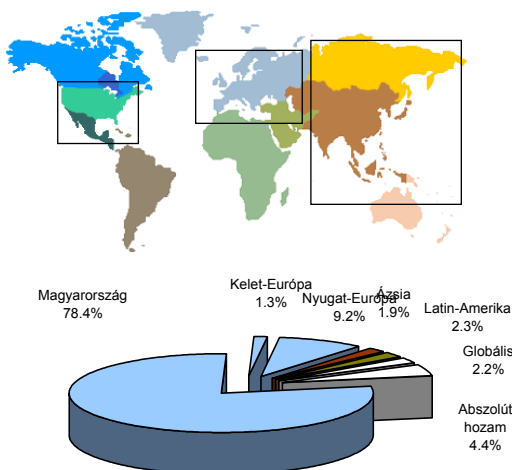 Magyarország
78.4%
Kelet-Európa
1.3%
Nyugat-Európa
9.2%
Ázsia
1.9%
Latin-Amerika
2.3%
Globális
2.2%
Abszolút
hozam
4.4%